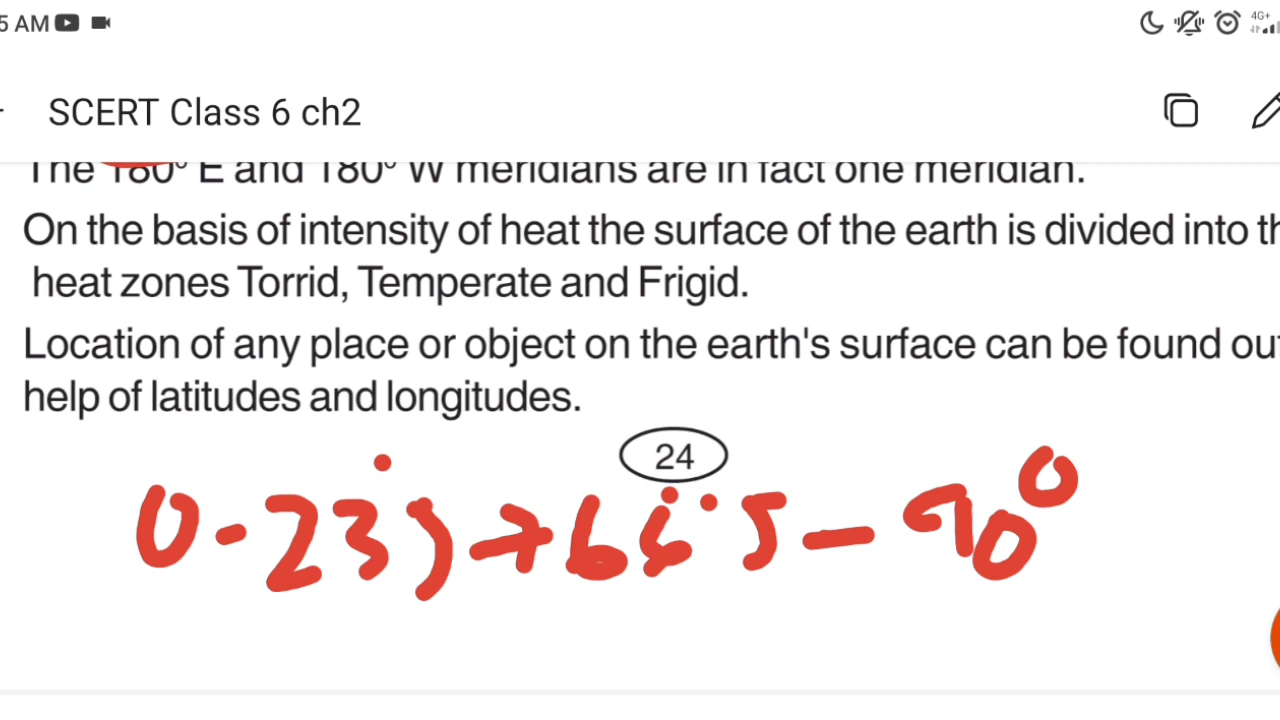 5 AM
4G+
SCERT Class 6 ch2
The 180° E and 180° W meridians are in fact one meridian.
On the basis of intensity of heat the surface of the earth is divided into th
heat zones Torrid, Temperate and Frigid.
Location of any place or object on the earth's surface can be found ou
help of latitudes and longitudes.
24